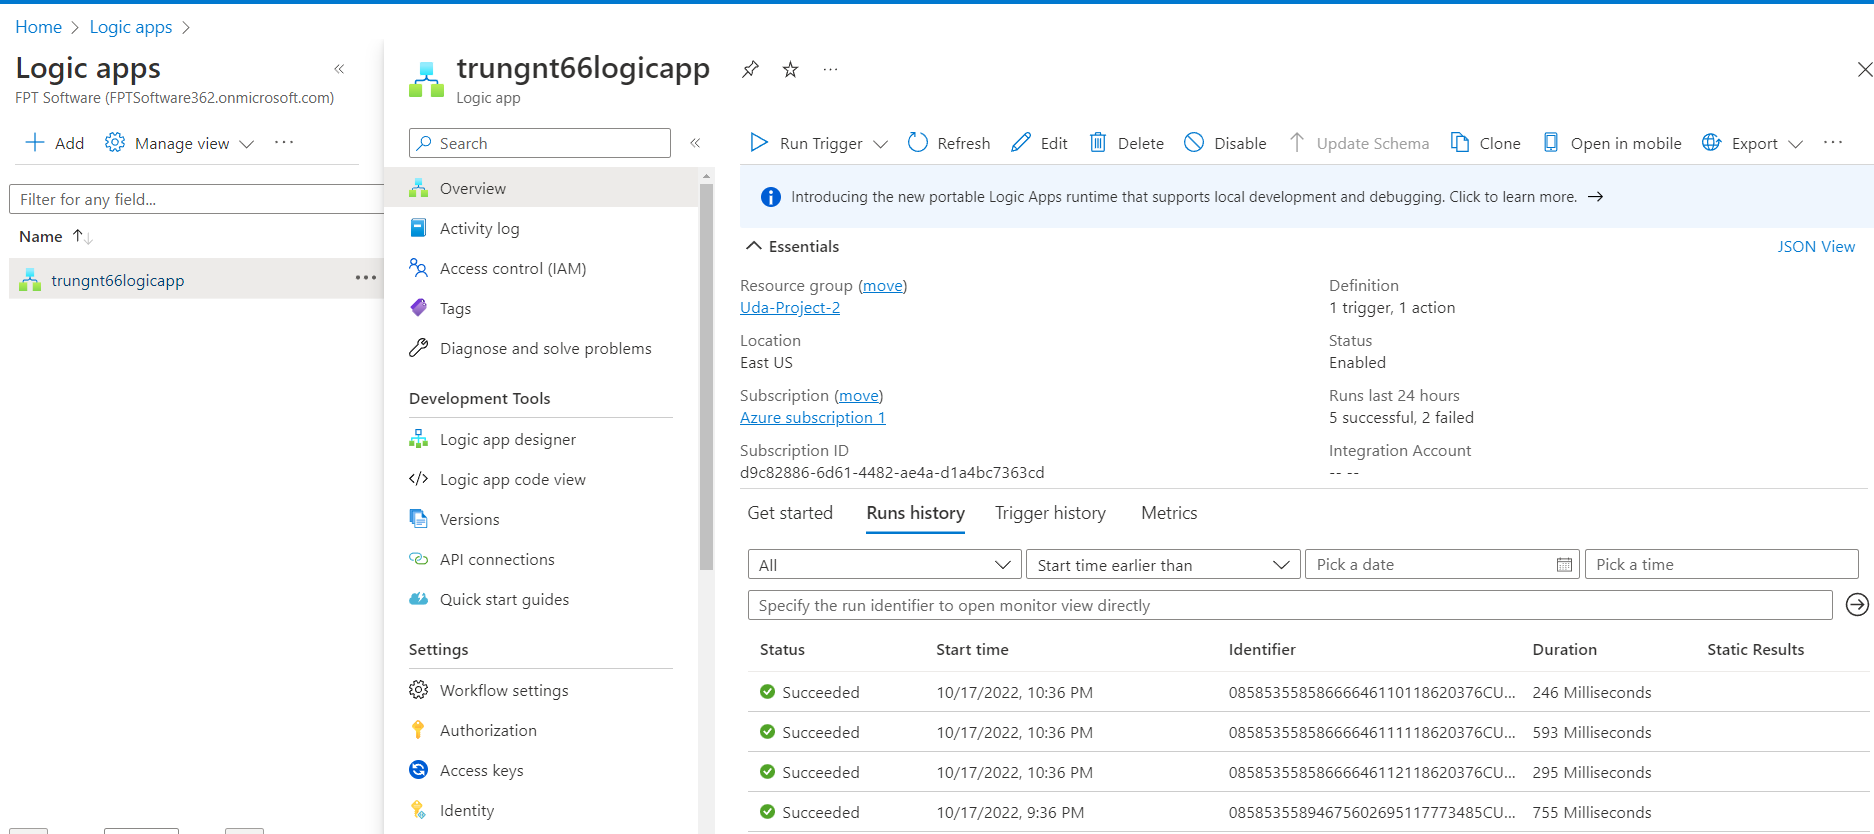 Home > Logic apps >
Logic apps
FPT Software (FPTSoftware362.onmicrosoft.com)
Add
Manage view
Filter for any field...
Name
trungnt66logicapp
trungnt66logicapp
Logic app
Search
Overview
Activity log
Access control (IAM)
Tags
Diagnose and solve problems
Development Tools
Logic app designer
Logic app code view
Versions
API connections
Quick start guides
Settings
Workflow settings
Authorization
Access keys
Identity
Run Trigger
Refresh
Edit
Delete
Disable
Update Schema
Clone
Open in mobile
Export
Introducing the new portable Logic Apps runtime that supports local development and debugging. Click to learn more.
Essentials
JSON View
Resource group (move)
Uda-Project-2
Location
East US
Subscription (move)
Azure subscription 1
Subscription ID
d9c82886-6d61-4482-ae4a-d1a4bc7363cd
Definition
1 trigger, 1 action
Status
Enabled
Runs last 24 hours
5 successful, 2 failed
Integration Account
-- --
Get started Runs history Trigger history Metrics
All
Start time earlier than
Pick a date
Pick a time
Specify the run identifier to open monitor view directly
Status Start time Identifier Duration Static Results
Succeeded 10/17/2022, 10:36 PM 08585355858666646110118620376CU... 246 Milliseconds
Succeeded 10/17/2022, 10:36 PM 08585355858666646111118620376CU... 593 Milliseconds
Succeeded 10/17/2022, 10:36 PM 08585355858666646112118620376CU... 295 Milliseconds
Succeeded 10/17/2022, 9:36 PM 08585355894675602695117773485CU... 755 Milliseconds